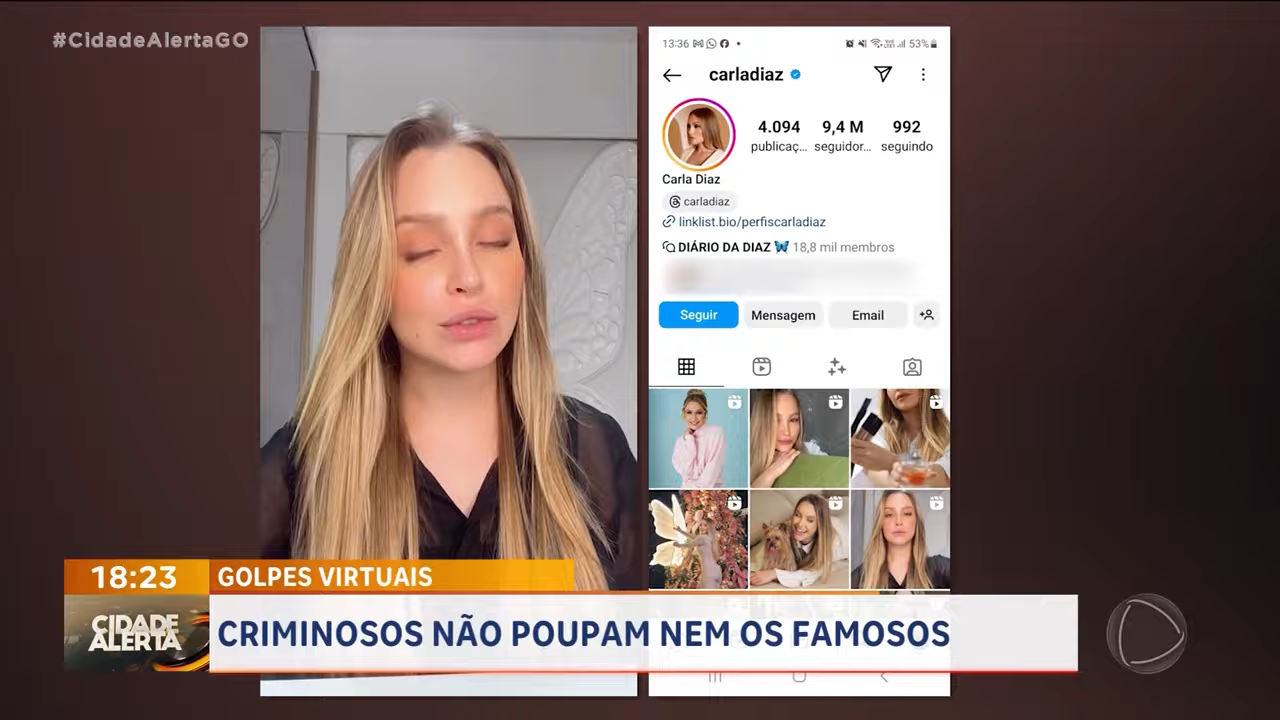 #CidadeAlertaGO
13:36
53%
carladiaz
4.094
9,4 M
992
publicaç...
seguidor...
seguindo
Carla Diaz
carladiaz
linklist.bio/perfiscarladiaz
DIÁRIO DA DIAZ 🦋 18,8 mil membros
Seguir
Mensagem
Email
18:23
GOLPES VIRTUAIS
CIDADE
ALERTA
CRIMINOSOS NÃO POUPAM NEM OS FAMOSOS